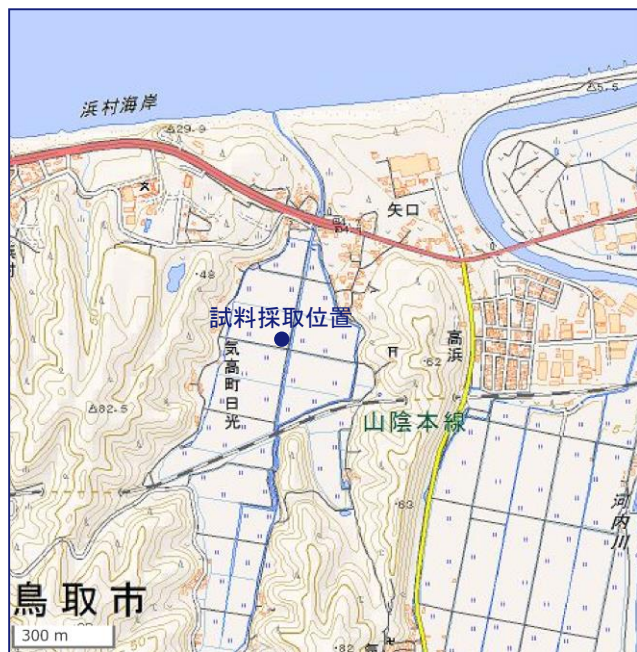 浜村海岸
29.9
5.5
矢口
48
試料採取位置
高浜
62
気高町日光
82.5
山陰本線
5
63
河内川
鳥取市
300 m
82